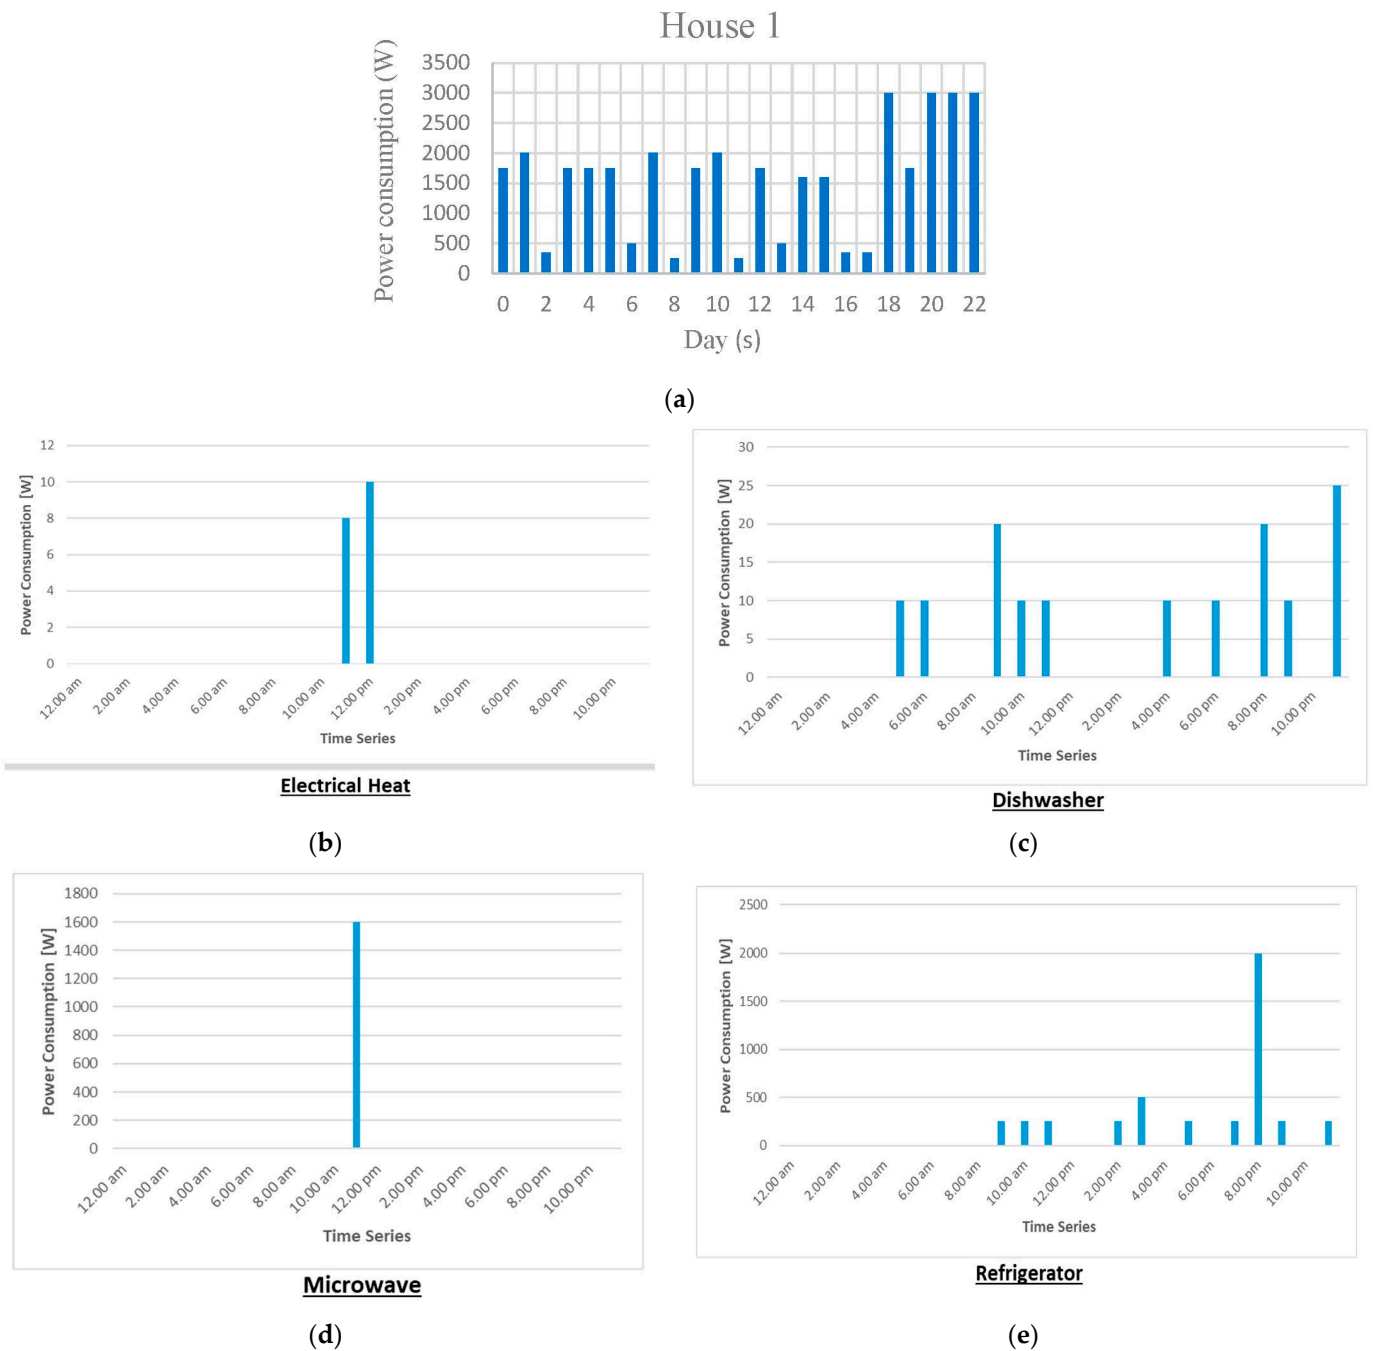 House 1
Power consumption (W)
3500
3000
2500
2000
1500
1000
500
0
0 2 4 6 8 10 12 14 16 18 20 22
Day (s)
(a)
Power Consumption [W]
12
10
8
6
4
2
0
12.00 am 2.00 am 4.00 am 6.00 am 8.00 am 10.00 am 12.00 pm 2.00 pm 4.00 pm 6.00 pm 8.00 pm 10.00 pm
Time Series
Electrical Heat
(b)
Power Consumption [W]
30
25
20
15
10
5
0
12.00 am 2.00 am 4.00 am 6.00 am 8.00 am 10.00 am 12.00 pm 2.00 pm 4.00 pm 6.00 pm 8.00 pm 10.00 pm
Time Series
Dishwasher
(c)
Power Consumption [W]
1800
1600
1400
1200
1000
800
600
400
200
0
12.00 am 2.00 am 4.00 am 6.00 am 8.00 am 10.00 am 12.00 pm 2.00 pm 4.00 pm 6.00 pm 8.00 pm 10.00 pm
Time Series
Microwave
(d)
Power Consumption [W]
2500
2000
1500
1000
500
0
12.00 am 2.00 am 4.00 am 6.00 am 8.00 am 10.00 am 12.00 pm 2.00 pm 4.00 pm 6.00 pm 8.00 pm 10.00 pm
Time Series
Refrigerator
(e)